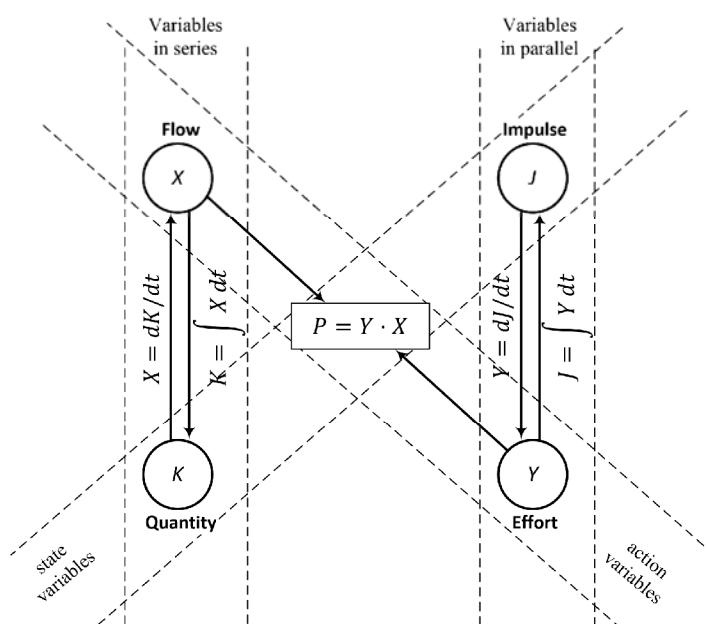 Variables
in series
Variables
in parallel
Flow
Impulse
X
J
X = dK/dt
K = ∫ X dt
P = Y · X
Y = dJ/dt
J = ∫ Y dt
K
Y
Quantity
Effort
state
variables
action
variables